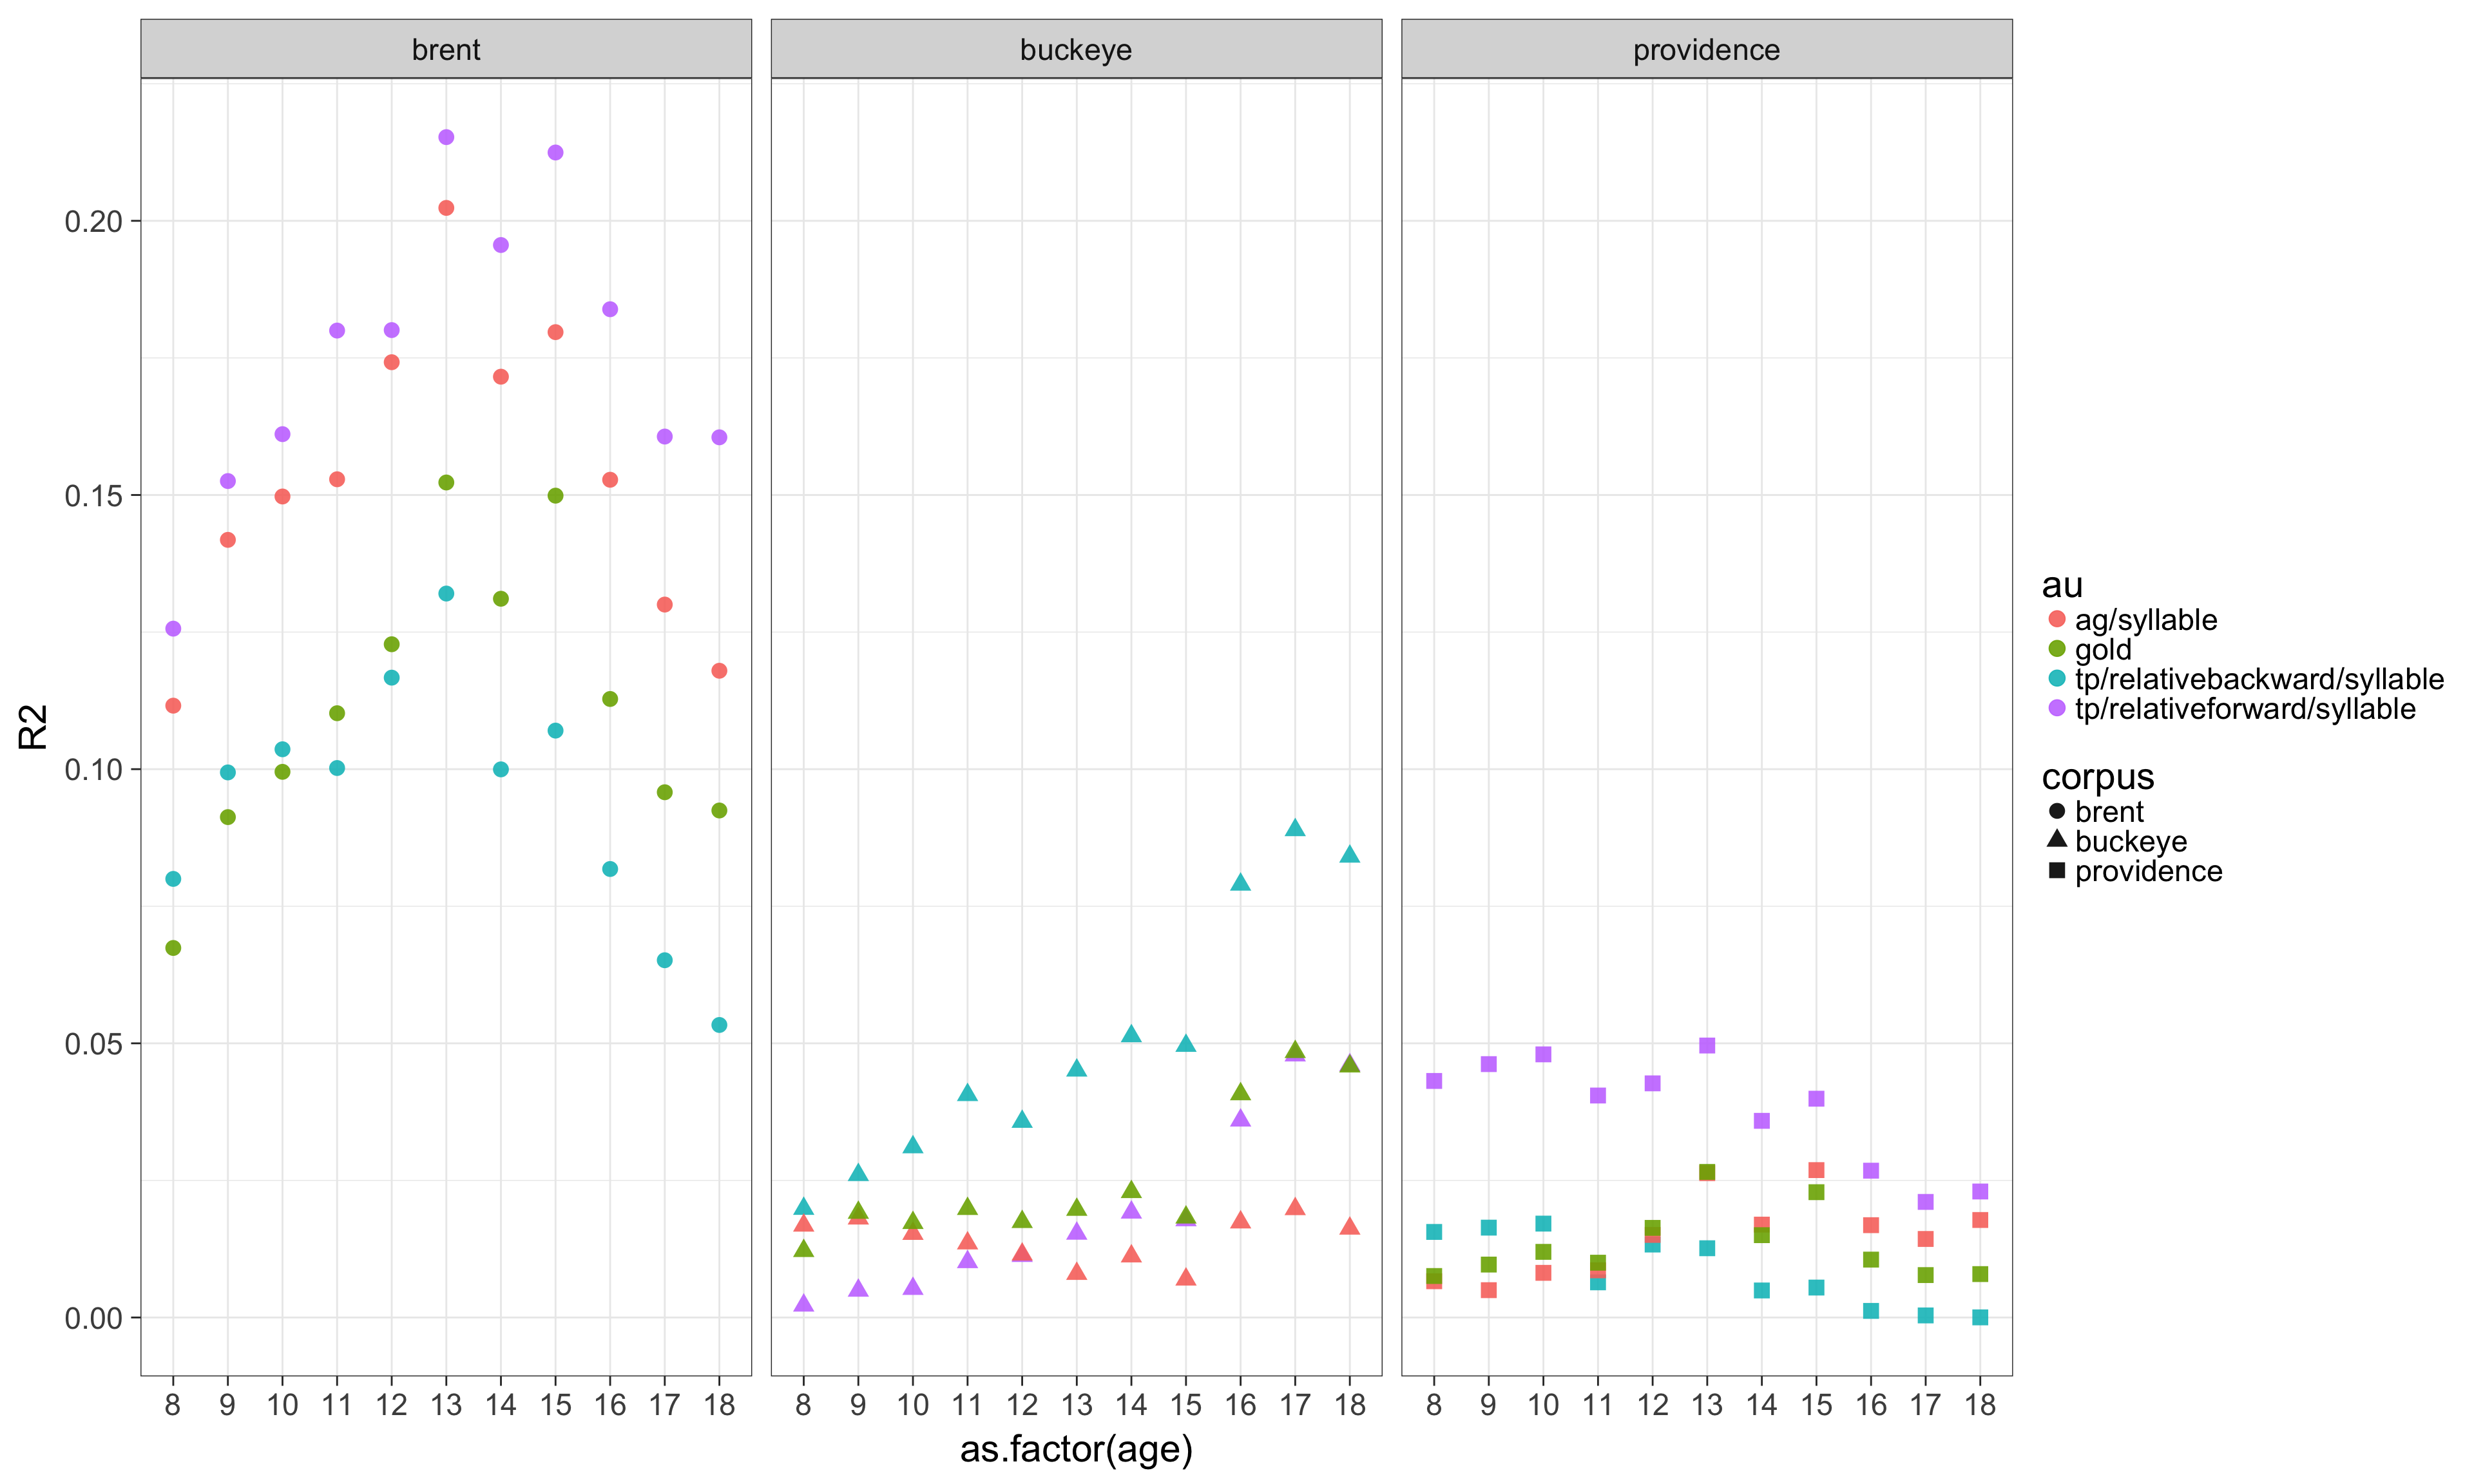 brent buckeye providence
R2
0.20
0.15
0.10
0.05
0.00
8 9 10 11 12 13 14 15 16 17 18 8 9 10 11 12 13 14 15 16 17 18 8 9 10 11 12 13 14 15 16 17 18
as.factor(age)
au
ag/syllable
gold
tp/relativebackward/syllable
tp/relativeforward/syllable
corpus
brent
buckeye
providence